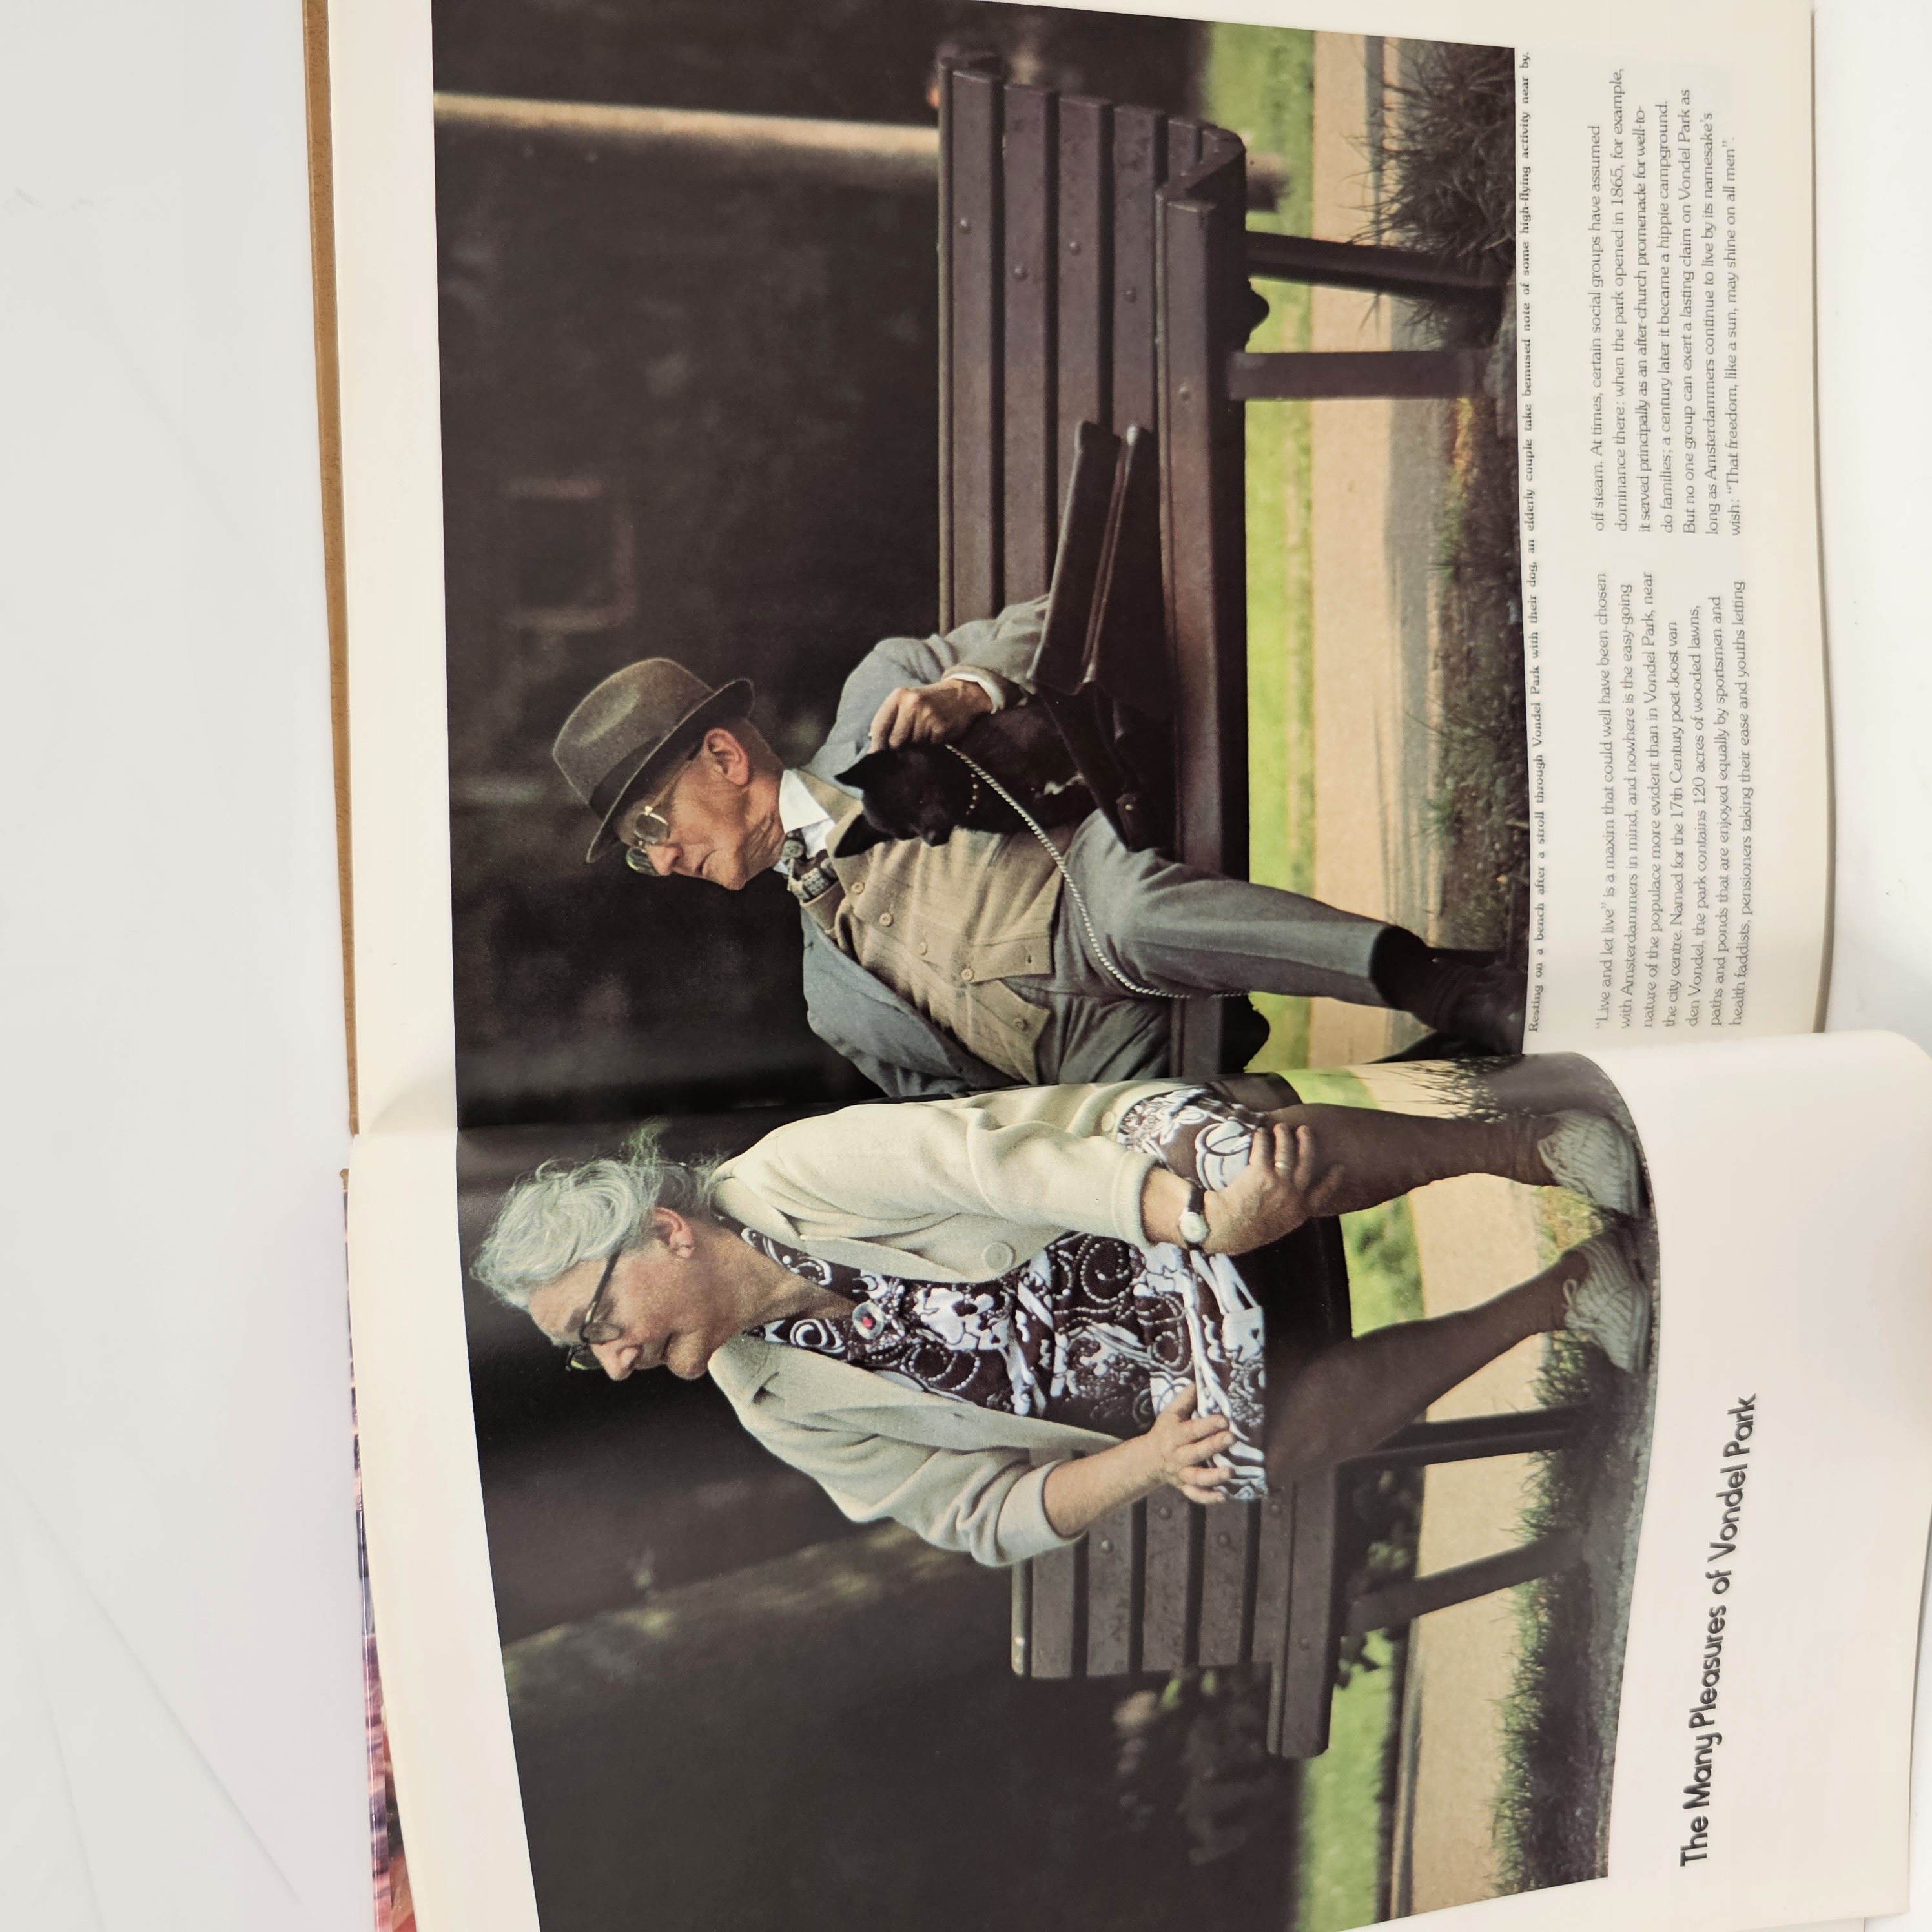 The Many Pleasures of Vondel Park
Resting on a bench after a stroll through Vondel Park with their dog, an elderly couple take bemused note of some high-flying activity near by.
"Live and let live" is a maxim that could well have been chosen
with Amsterdammers in mind, and nowhere is the easy-going
nature of the populace more evident than in Vondel Park, near
the city centre. Named for the 17th Century poet Joost van
den Vondel, the park contains 120 acres of wooded lawns,
paths and ponds that are enjoyed equally by sportsmen and
health faddists, pensioners taking their ease and youths letting
off steam. At times, certain social groups have assumed
dominance there: when the park opened in 1865, for example,
it served principally as an after-church promenade for well-to-
do families; a century later it became a hippie campground.
But no one group can exert a lasting claim on Vondel Park as
long as Amsterdammers continue to live by its namesake's
wish: "That freedom, like a sun, may shine on all men".